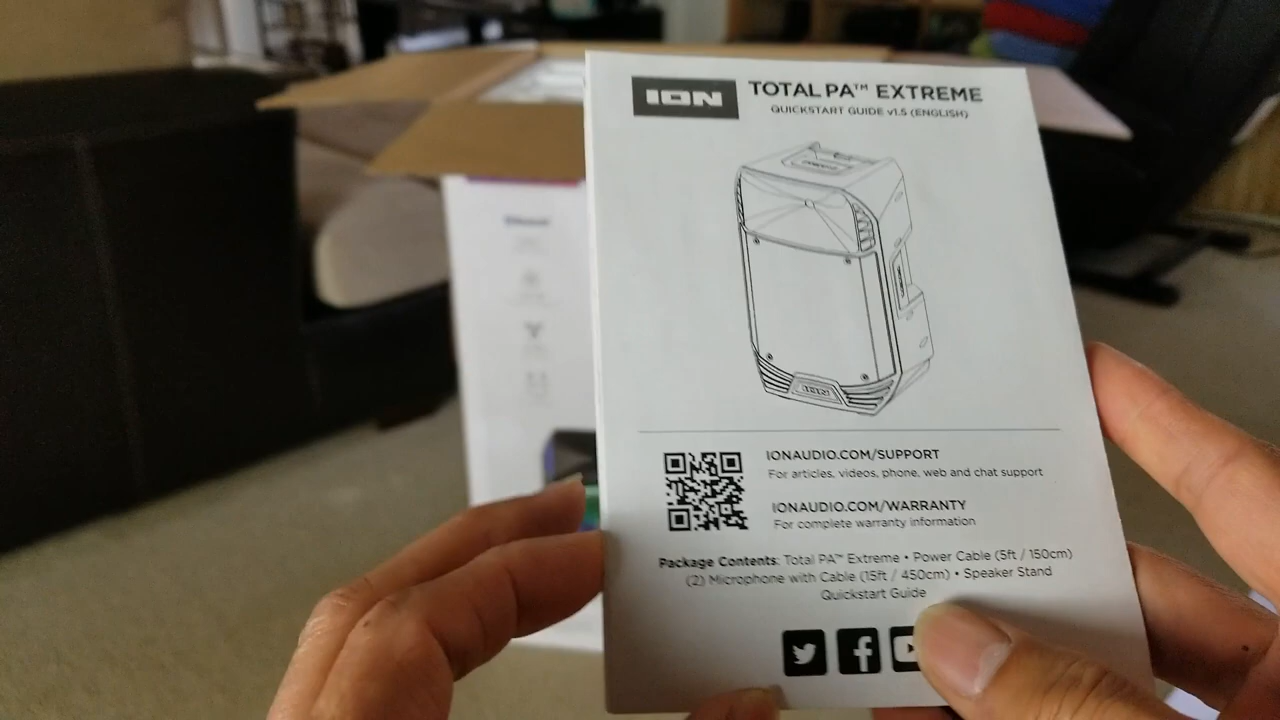 ION
TOTAL PA™ EXTREME
QUICKSTART GUIDE v1.5 (ENGLISH)
ION
IONAUDIO.COM/SUPPORT
For articles, videos, phone, web and chat support
IONAUDIO.COM/WARRANTY
For complete warranty information
Package Contents: Total PA™ Extreme • Power Cable (5ft / 150cm)
(2) Microphone with Cable (15ft / 450cm) • Speaker Stand
Quickstart Guide